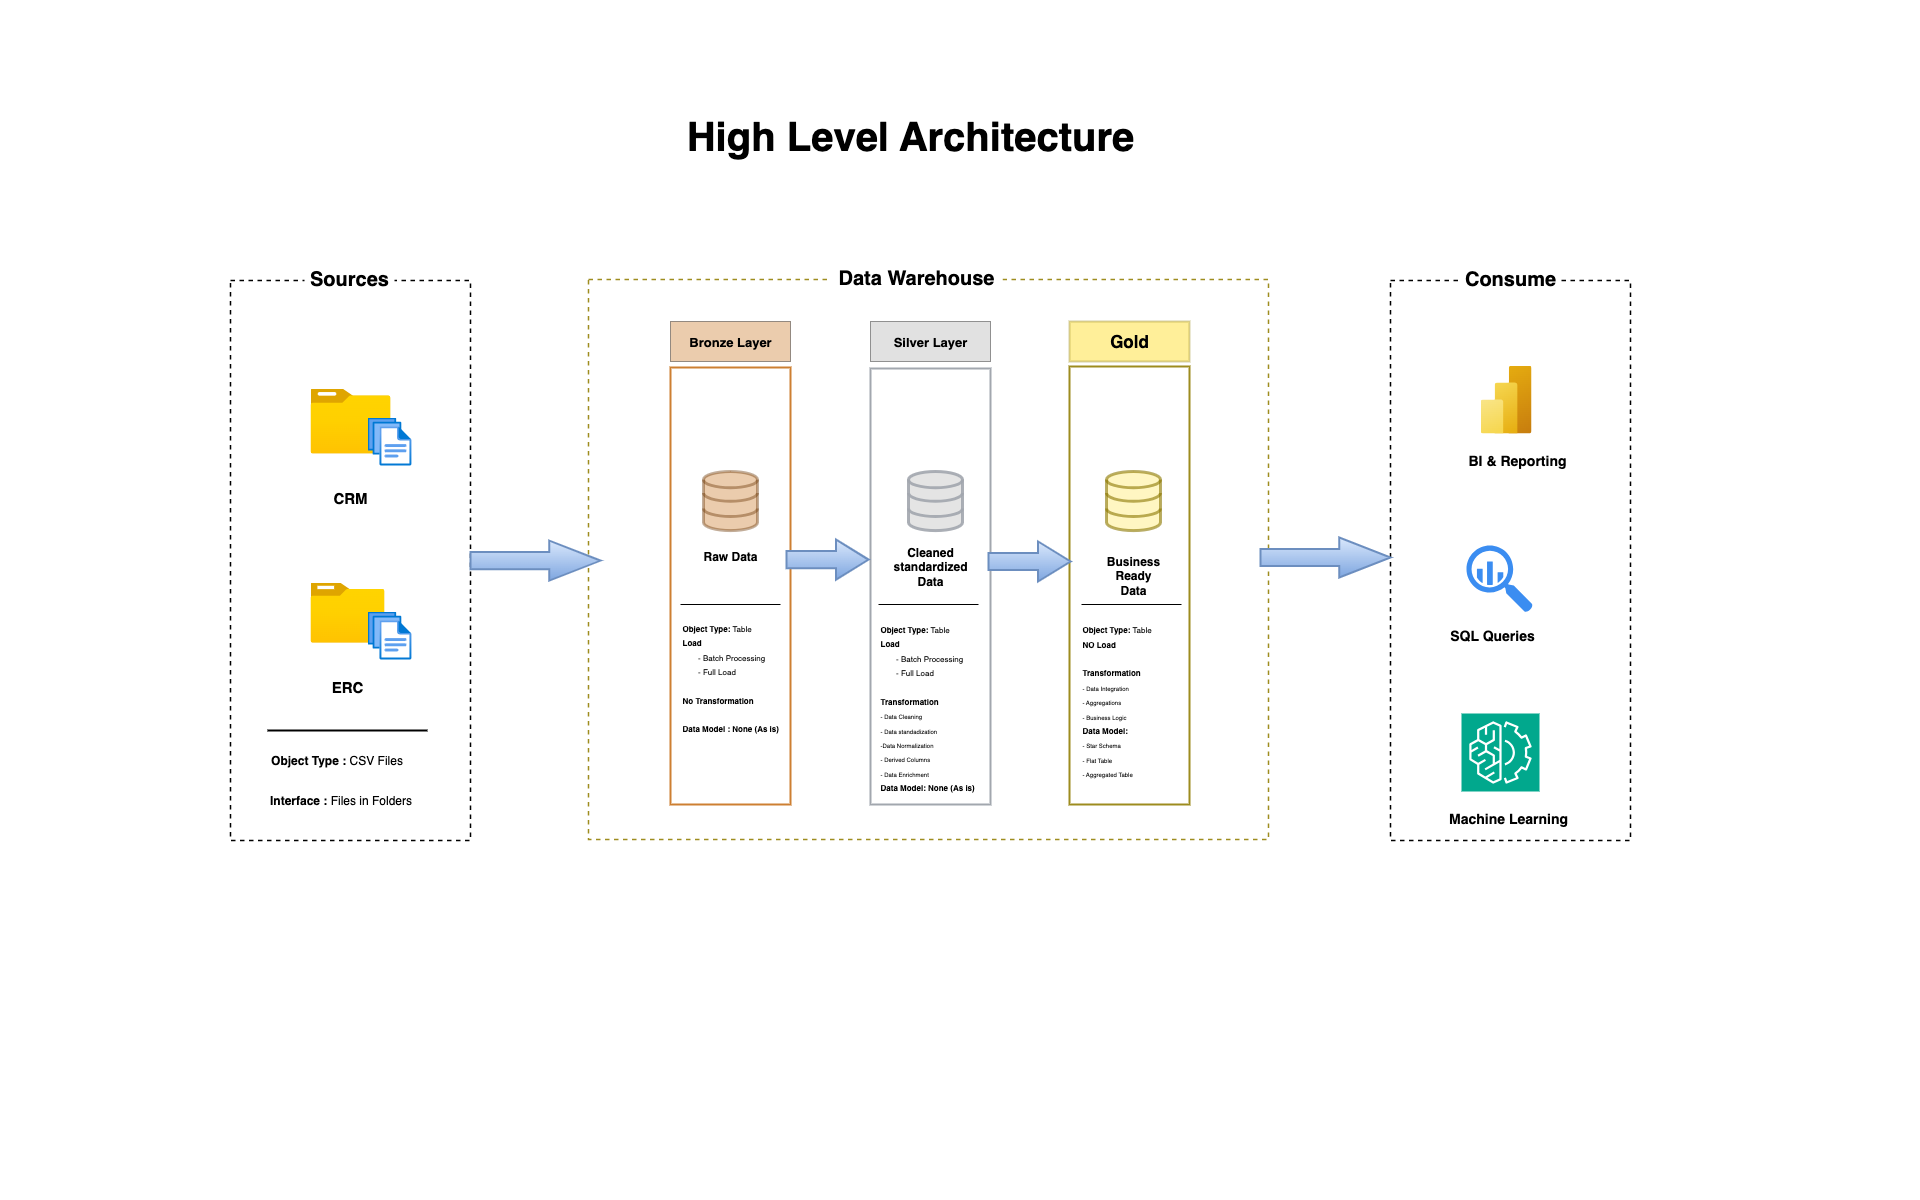 High Level Architecture
Sources
CRM
ERC
Object Type : CSV Files
Interface : Files in Folders
Data Warehouse
Bronze Layer
Raw Data
Object Type: Table
Load
- Batch Processing
- Full Load
No Transformation
Data Model : None (As is)
Silver Layer
Cleaned
standardized
Data
Object Type: Table
Load
- Batch Processing
- Full Load
Transformation
- Data Cleaning
- Data standadization
-Data Normalization
- Derived Columns
- Data Enrichment
Data Model: None (As is)
Gold
Business
Ready
Data
Object Type: Table
NO Load
Transformation
- Data Integration
- Aggregations
- Business Logic
Data Model:
- Star Schema
- Flat Table
- Aggregated Table
Consume
BI & Reporting
SQL Queries
Machine Learning